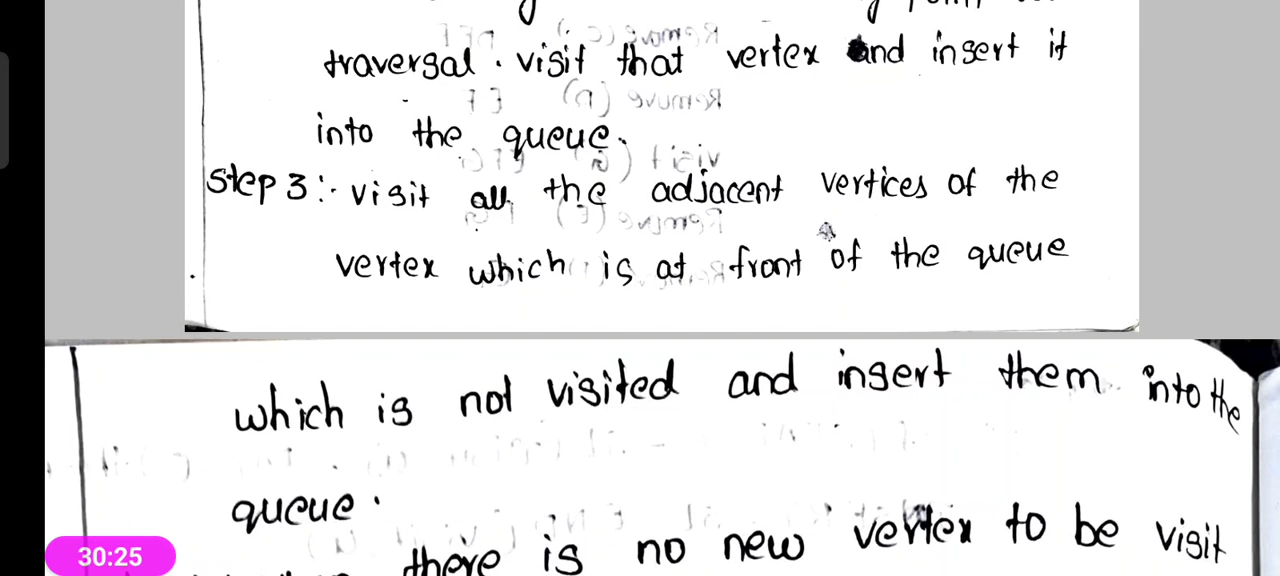 traversal. visit that vertex and insert it
into the queue.
Step 3:- visit all the adjacent vertices of the
vertex which is at front of the queue
which is not visited and insert them into the
queue.
there is no new vertex to be visit
30:25